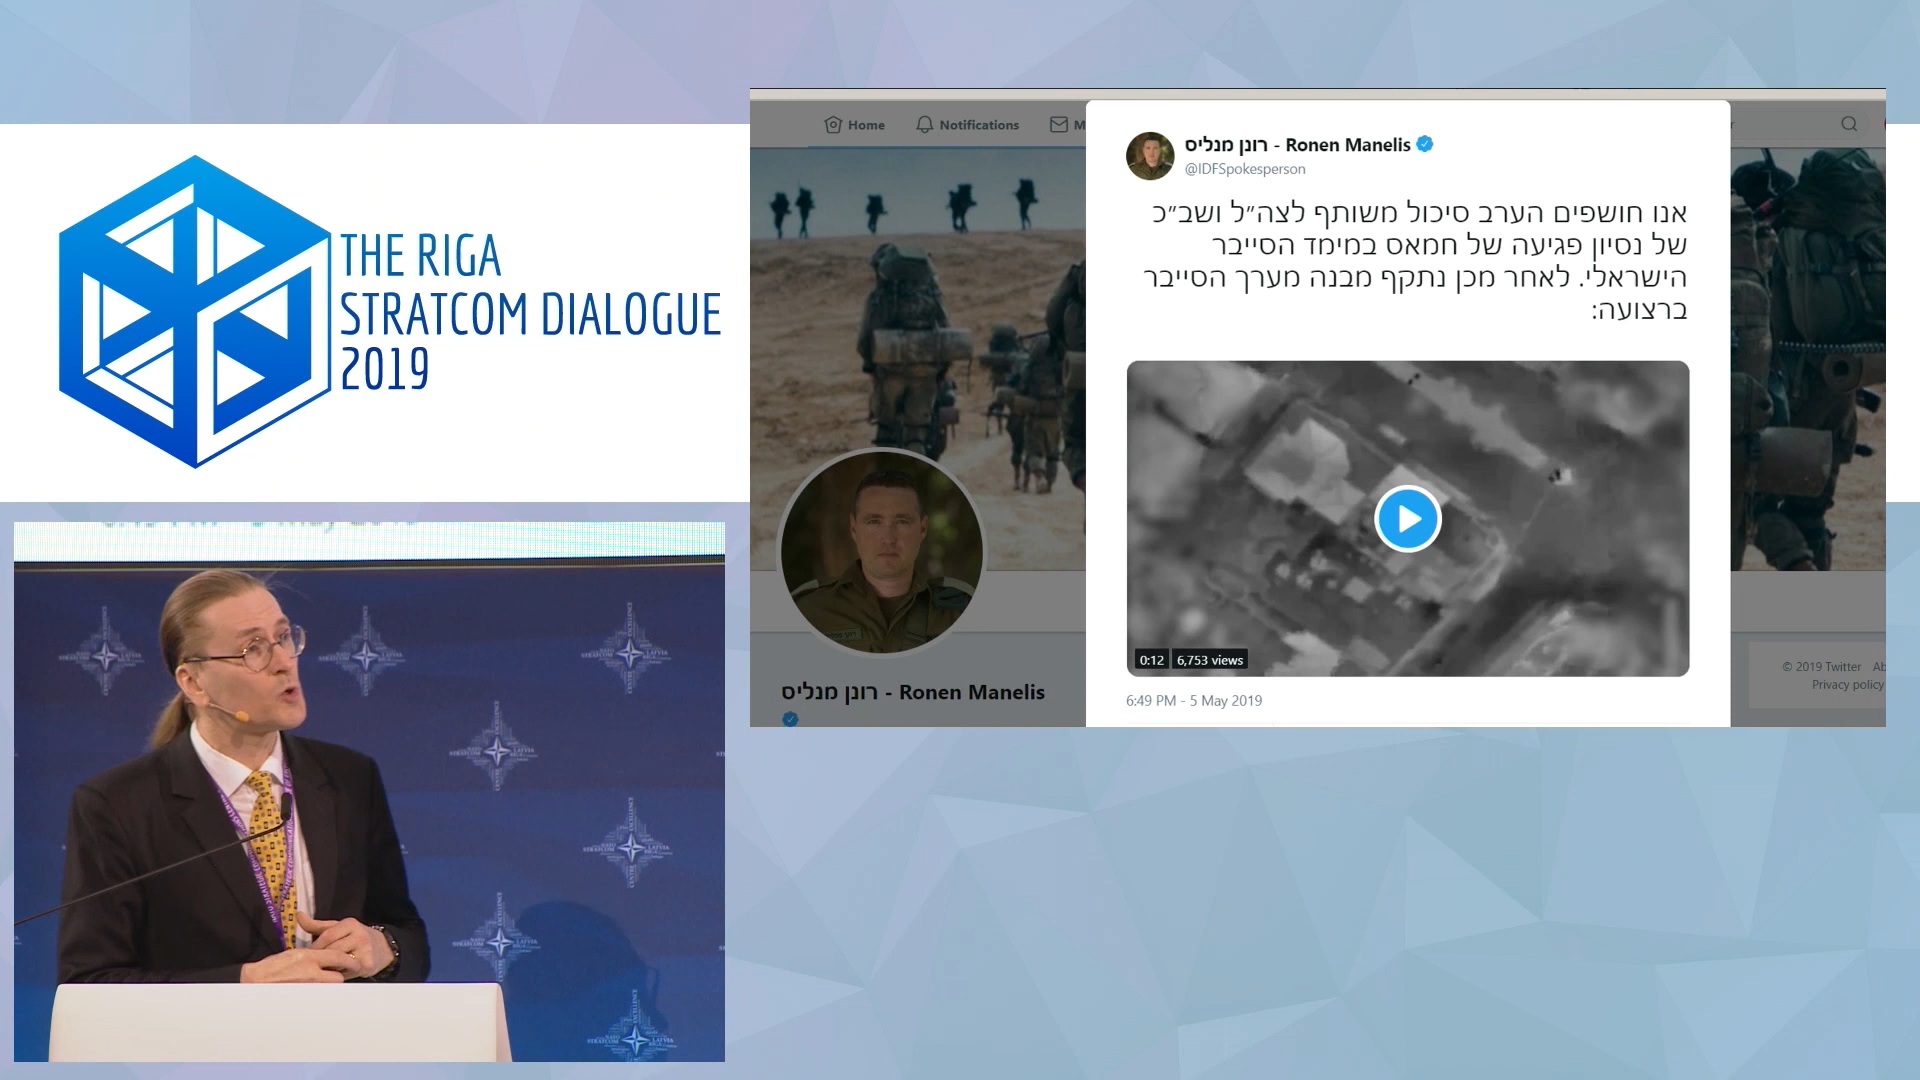 THE RIGA
STRATCOM DIALOGUE
2019
Home
Notifications
M
רונן מנליס - Ronen Manelis
@IDFSpokesperson
אנו חושפים הערב סיכול משותף לצה״ל ושב״כ
של נסיון פגיעה של חמאס במימד הסייבר
הישראלי. לאחר מכן נתקף מבנה מערך הסייבר
ברצועה:
0:12
6,753 views
6:49 PM - 5 May 2019
רונן מנליס - Ronen Manelis
© 2019 Twitter Ab
Privacy policy